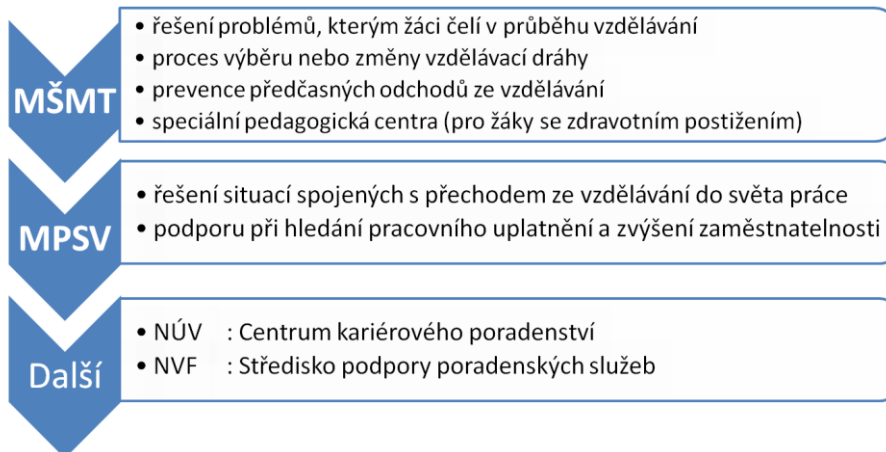 MŠMT
• řešení problémů, kterým žáci čelí v průběhu vzdělávání
• proces výběru nebo změny vzdělávací dráhy
• prevence předčasných odchodů ze vzdělávání
• speciální pedagogická centra (pro žáky se zdravotním postižením)
MPSV
• řešení situací spojených s přechodem ze vzdělávání do světa práce
• podporu při hledání pracovního uplatnění a zvýšení zaměstnatelnosti
Další
• NÚV : Centrum kariérového poradenství
• NVF : Středisko podpory poradenských služeb